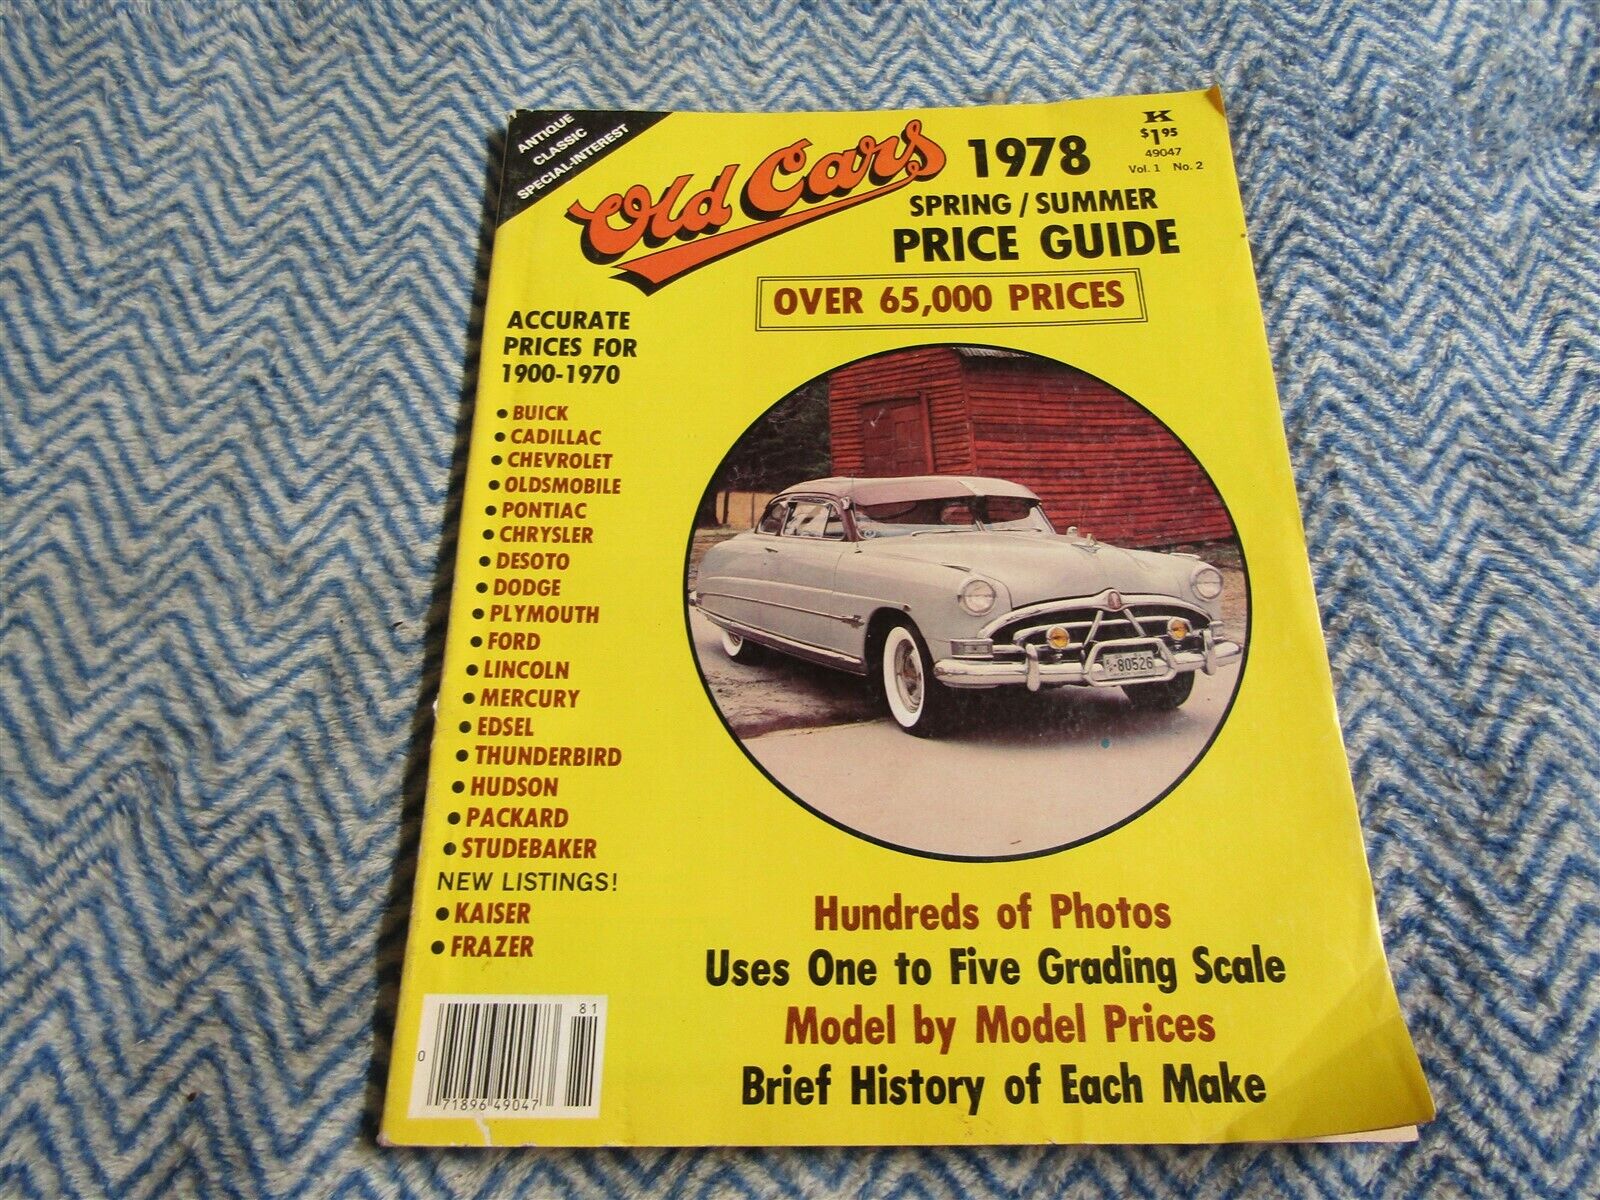 ANTIQUE
CLASSIC
SPECIAL-INTEREST
Old Cars
1978
SPRING / SUMMER
PRICE GUIDE
K
$1.95
49047
Vol. 1 No. 2
OVER 65,000 PRICES
ACCURATE
PRICES FOR
1900-1970
• BUICK
• CADILLAC
• CHEVROLET
• OLDSMOBILE
• PONTIAC
• CHRYSLER
• DESOTO
• DODGE
• PLYMOUTH
• FORD
• LINCOLN
• MERCURY
• EDSEL
• THUNDERBIRD
• HUDSON
• PACKARD
• STUDEBAKER
NEW LISTINGS!
• KAISER
• FRAZER
80526
Hundreds of Photos
Uses One to Five Grading Scale
Model by Model Prices
Brief History of Each Make
81
0
71896 49047